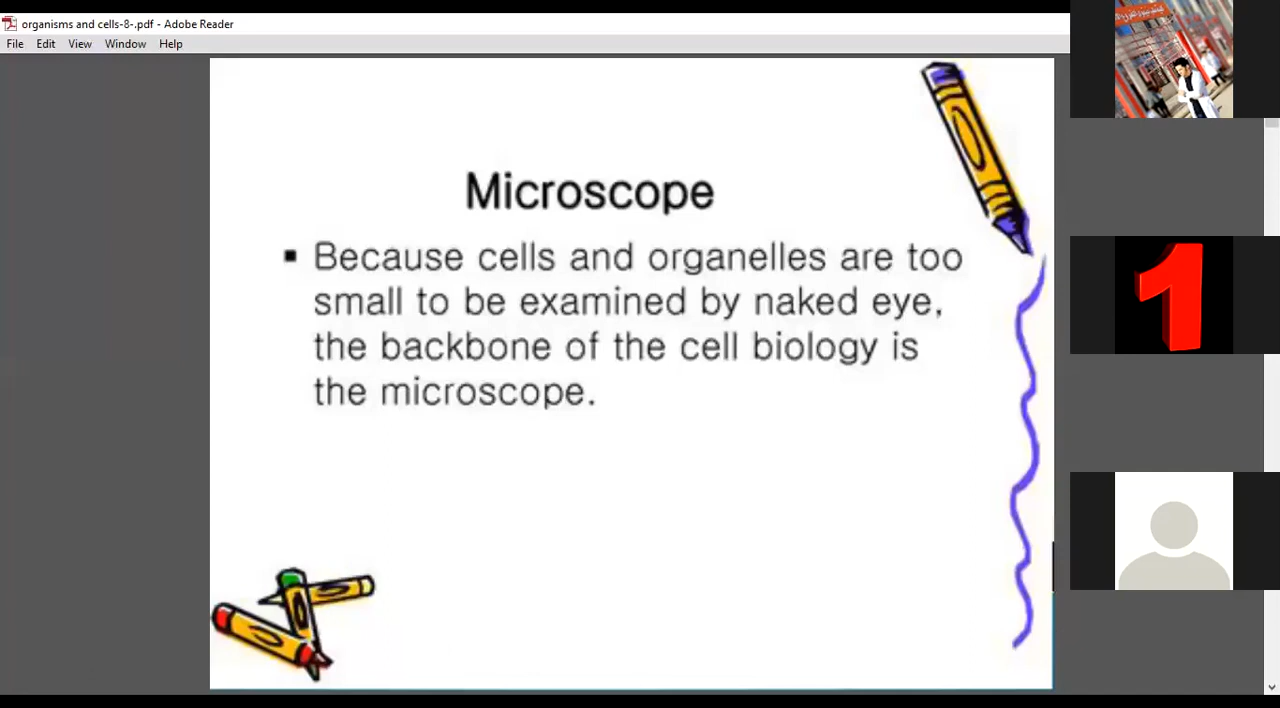 organisms and cells-8-.pdf - Adobe Reader
File Edit View Window Help
Microscope
▪ Because cells and organelles are too
small to be examined by naked eye,
the backbone of the cell biology is
the microscope.
1